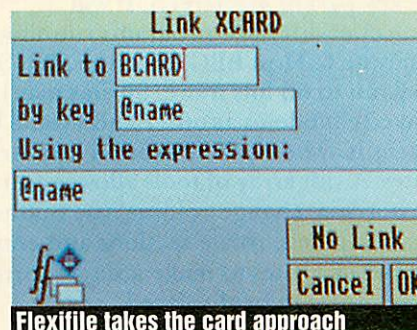 Link XCARD
Link to BCARD
by key @name
Using the expression:
@name
No Link
Cancel OK
Flexifile takes the card approach